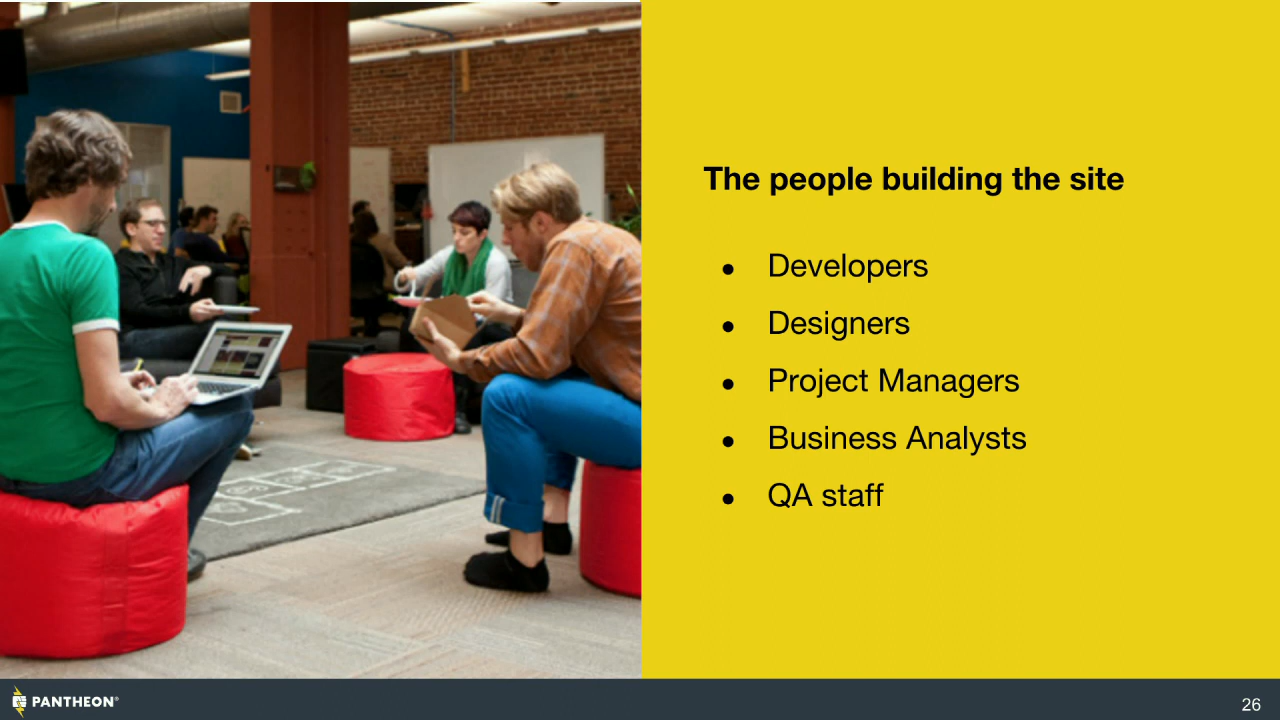 The people building the site
● Developers
● Designers
● Project Managers
● Business Analysts
● QA staff
PANTHEON®
26